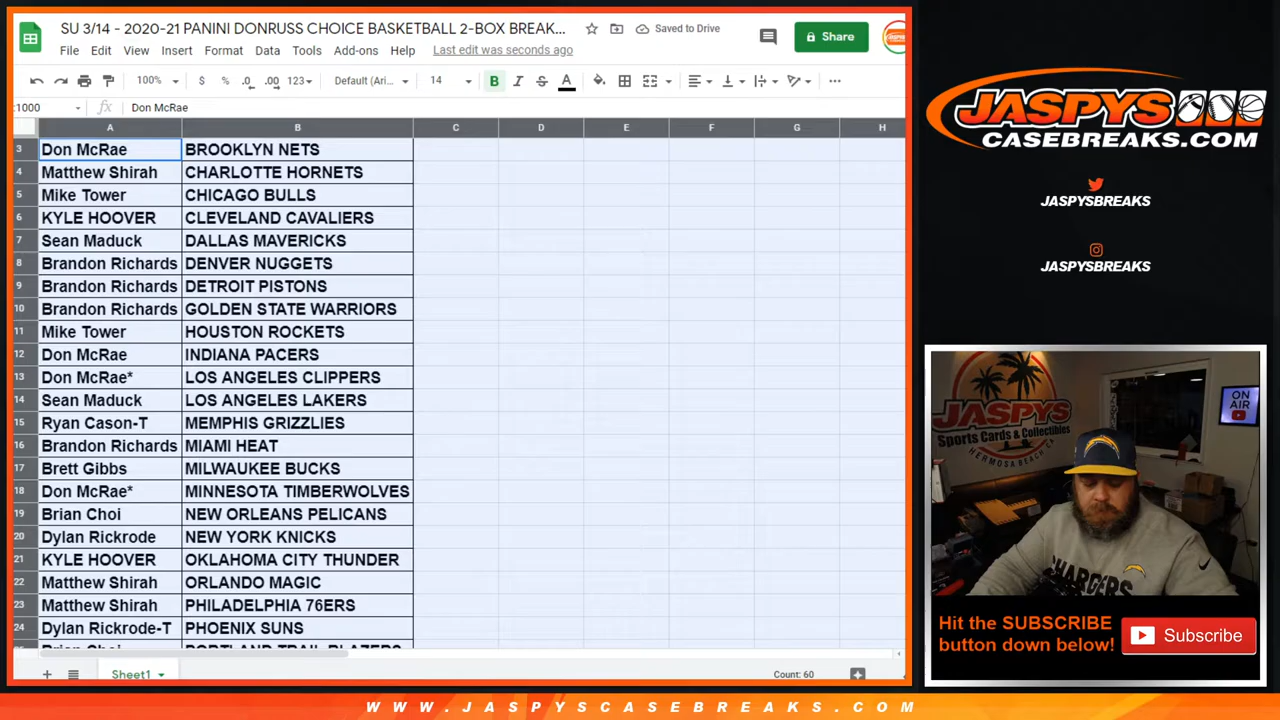 SU 3/14 - 2020-21 PANINI DONRUSS CHOICE BASKETBALL 2-BOX BREAK...
Saved to Drive
Share
File Edit View Insert Format Data Tools Add-ons Help Last edit was seconds ago
100% $ % .0 .00 123 Default (Ari... 14 B I S A
:1000 fx Don McRae
A B C D E F G H
3 Don McRae BROOKLYN NETS
4 Matthew Shirah CHARLOTTE HORNETS
5 Mike Tower CHICAGO BULLS
6 KYLE HOOVER CLEVELAND CAVALIERS
7 Sean Maduck DALLAS MAVERICKS
8 Brandon Richards DENVER NUGGETS
9 Brandon Richards DETROIT PISTONS
10 Brandon Richards GOLDEN STATE WARRIORS
11 Mike Tower HOUSTON ROCKETS
12 Don McRae INDIANA PACERS
13 Don McRae* LOS ANGELES CLIPPERS
14 Sean Maduck LOS ANGELES LAKERS
15 Ryan Cason-T MEMPHIS GRIZZLIES
16 Brandon Richards MIAMI HEAT
17 Brett Gibbs MILWAUKEE BUCKS
18 Don McRae* MINNESOTA TIMBERWOLVES
19 Brian Choi NEW ORLEANS PELICANS
20 Dylan Rickrode NEW YORK KNICKS
21 KYLE HOOVER OKLAHOMA CITY THUNDER
22 Matthew Shirah ORLANDO MAGIC
23 Matthew Shirah PHILADELPHIA 76ERS
24 Dylan Rickrode-T PHOENIX SUNS
Brian Choi PORTLAND TRAIL BLAZERS
Sheet1
Count: 60
JASPYS
CASEBREAKS.COM
JASPYSBREAKS
JASPYSBREAKS
JASPYS
Sports Cards & Collectibles
HERMOSA BEACH
ON
AIR
CHARGERS
Hit the SUBSCRIBE
button down below!
Subscribe
WWW.JASPYSCASEBREAKS.COM